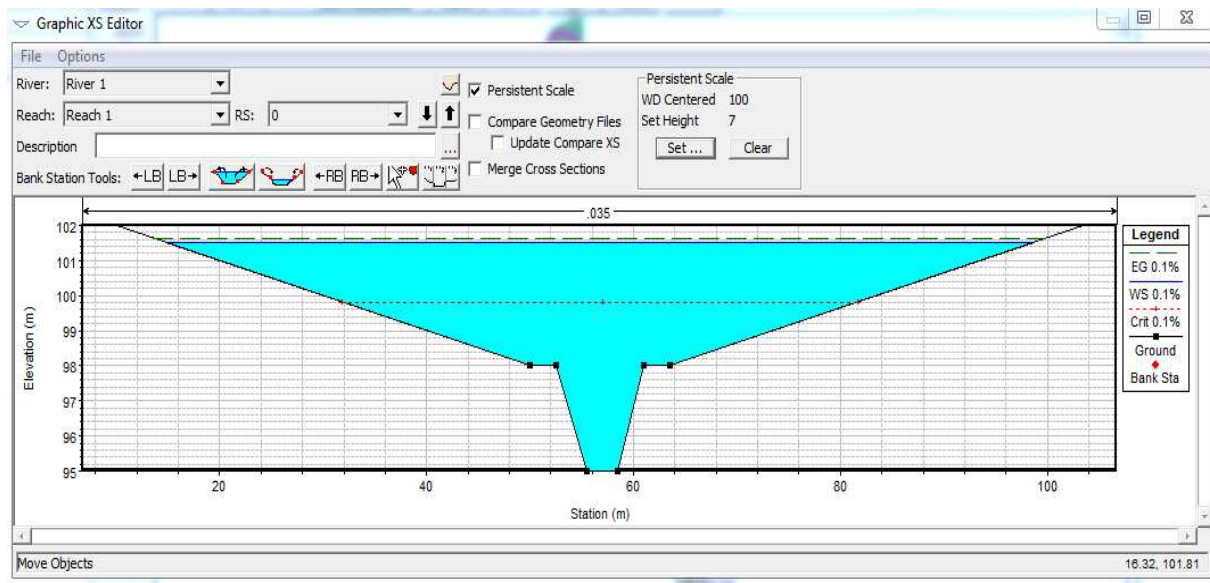 Graphic XS Editor
File Options
River: River 1
Reach: Reach 1 RS: 0
Description ...
Bank Station Tools: LB LB RB RB
Persistent Scale
Compare Geometry Files
Update Compare XS
Merge Cross Sections
Persistent Scale
WD Centered 100
Set Height 7
Set ... Clear
.035
102
101
100
99
98
97
96
95
Elevation (m)
20 40 60 80 100
Station (m)
Legend
EG 0.1%
WS 0.1%
Crit 0.1%
Ground
Bank Sta
Move Objects 16.32, 101.81